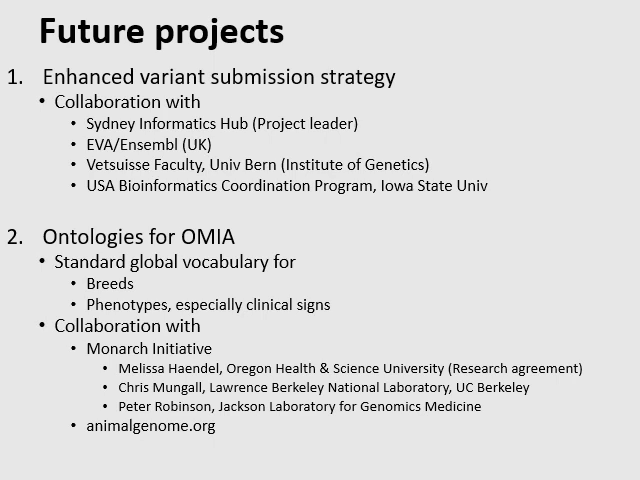 Future projects
1. Enhanced variant submission strategy
• Collaboration with
• Sydney Informatics Hub (Project leader)
• EVA/Ensembl (UK)
• Vetsuisse Faculty, Univ Bern (Institute of Genetics)
• USA Bioinformatics Coordination Program, Iowa State Univ
2. Ontologies for OMIA
• Standard global vocabulary for
• Breeds
• Phenotypes, especially clinical signs
• Collaboration with
• Monarch Initiative
• Melissa Haendel, Oregon Health & Science University (Research agreement)
• Chris Mungall, Lawrence Berkeley National Laboratory, UC Berkeley
• Peter Robinson, Jackson Laboratory for Genomics Medicine
• animalgenome.org